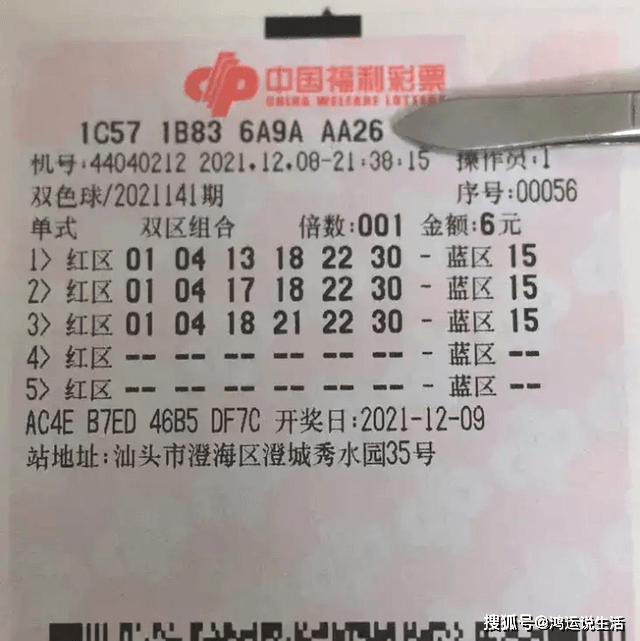 中国福利彩票
CHINA WELFARE LOTTERY
1C57 1B83 6A9A AA26
机号:44040212 2021.12.08-21:38:15 操作员:1
双色球/2021141期 序号:00056
单式 双区组合 倍数:001 金额:6元
1> 红区 01 04 13 18 22 30 - 蓝区 15
2> 红区 01 04 17 18 22 30 - 蓝区 15
3> 红区 01 04 18 21 22 30 - 蓝区 15
4> 红区 -- -- -- -- -- -- - 蓝区 --
5> 红区 -- -- -- -- -- -- - 蓝区 --
AC4E B7ED 46B5 DF7C 开奖日:2021-12-09
站地址:汕头市澄海区澄城秀水园35号
搜狐号@鸿运说生活